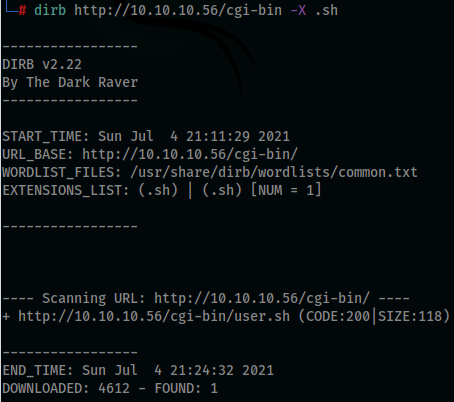 └─# dirb http://10.10.10.56/cgi-bin -X .sh
-----------------
DIRB v2.22
By The Dark Raver
-----------------
START_TIME: Sun Jul  4 21:11:29 2021
URL_BASE: http://10.10.10.56/cgi-bin/
WORDLIST_FILES: /usr/share/dirb/wordlists/common.txt
EXTENSIONS_LIST: (.sh) | (.sh) [NUM = 1]
-----------------
---- Scanning URL: http://10.10.10.56/cgi-bin/ ----
+ http://10.10.10.56/cgi-bin/user.sh (CODE:200|SIZE:118)
-----------------
END_TIME: Sun Jul  4 21:24:32 2021
DOWNLOADED: 4612 - FOUND: 1